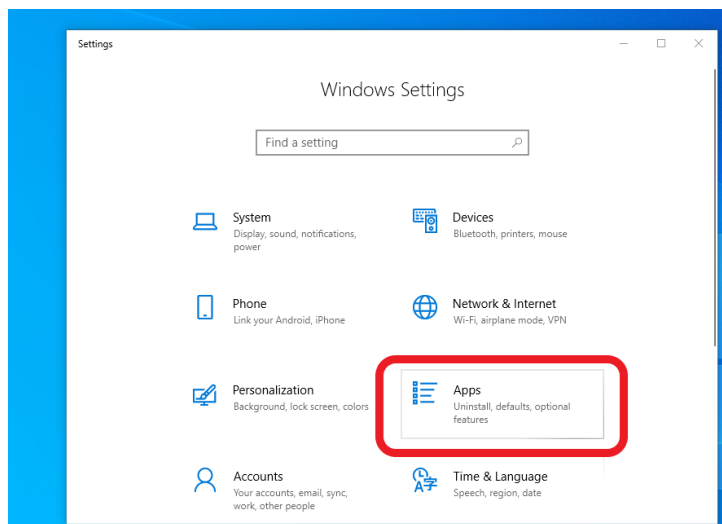 Settings
Windows Settings
Find a setting
System
Display, sound, notifications,
power
Devices
Bluetooth, printers, mouse
Phone
Link your Android, iPhone
Network & Internet
Wi-Fi, airplane mode, VPN
Personalization
Background, lock screen, colors
Apps
Uninstall, defaults, optional
features
Accounts
Your accounts, email, sync,
work, other people
Time & Language
Speech, region, date